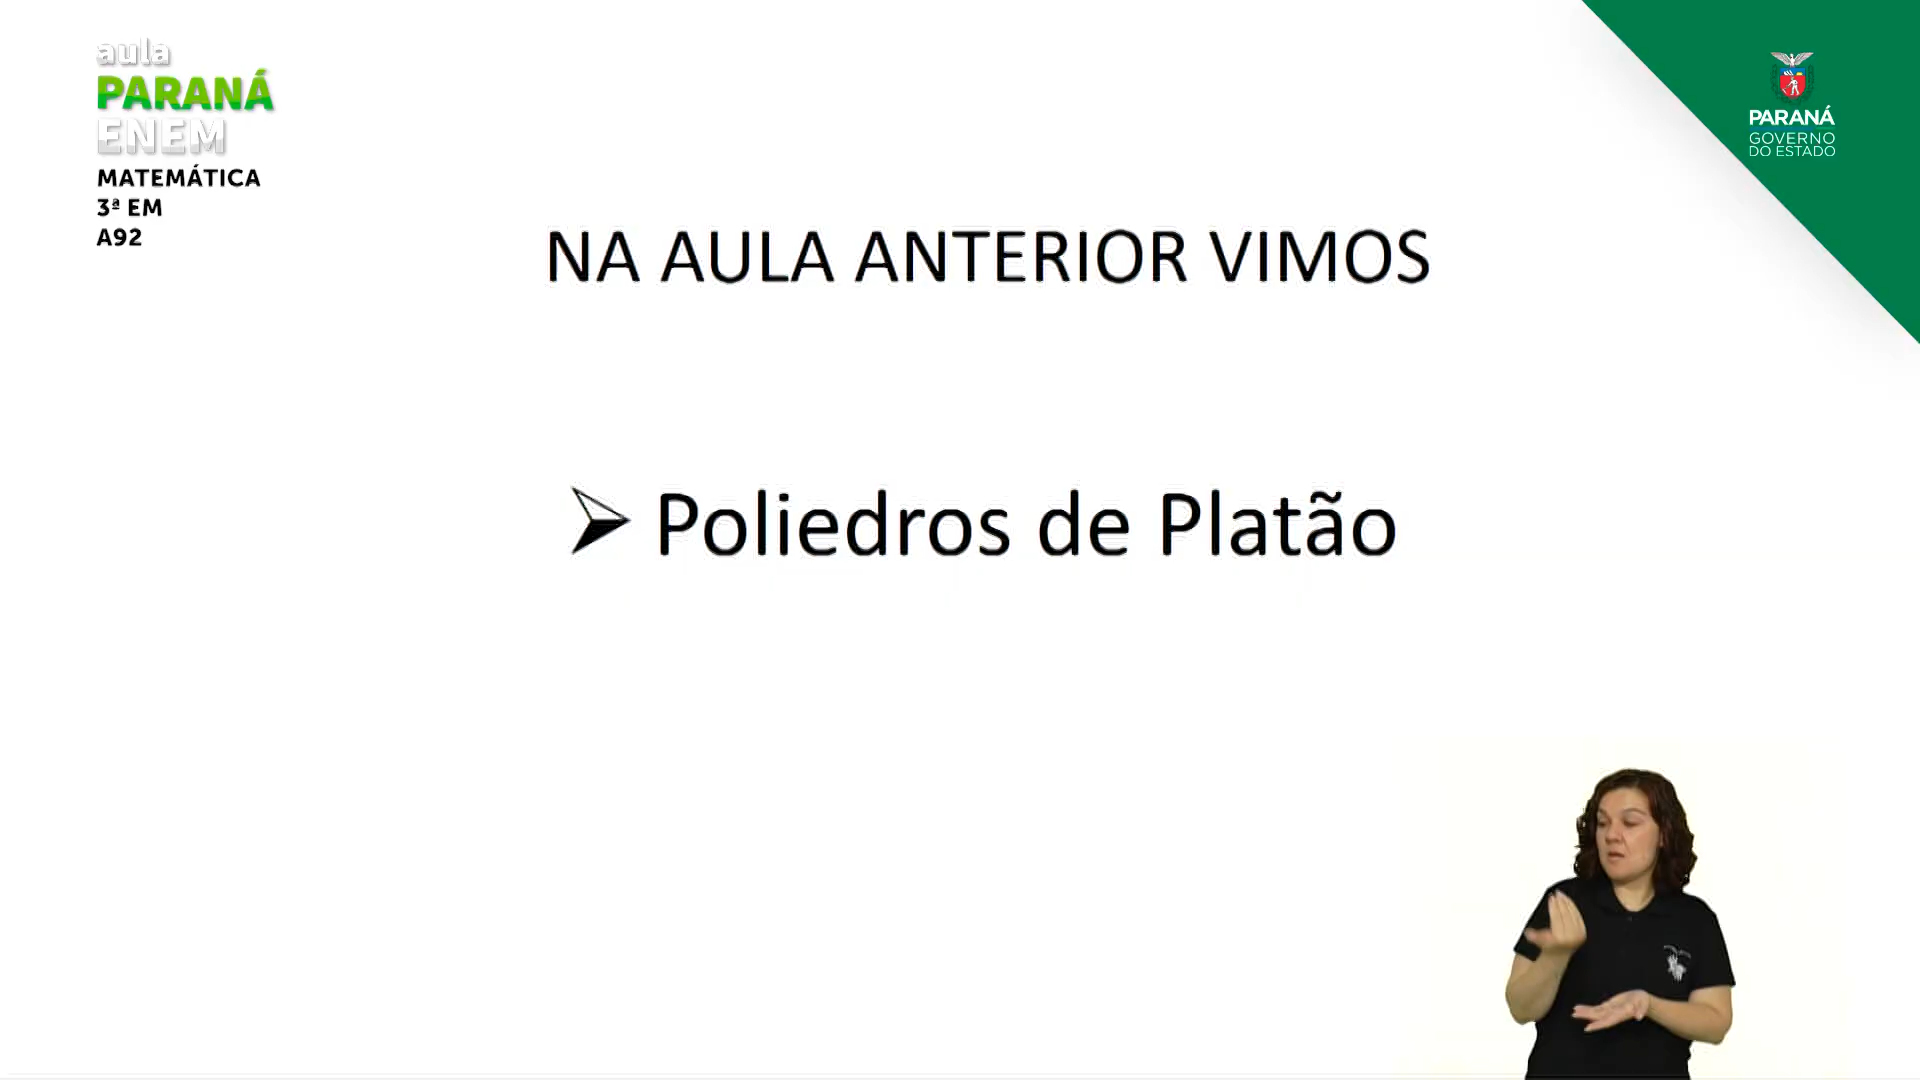 aula
PARANÁ
ENEM
MATEMÁTICA
3ª EM
A92
PARANÁ
GOVERNO
DO ESTADO
NA AULA ANTERIOR VIMOS
➢ Poliedros de Platão